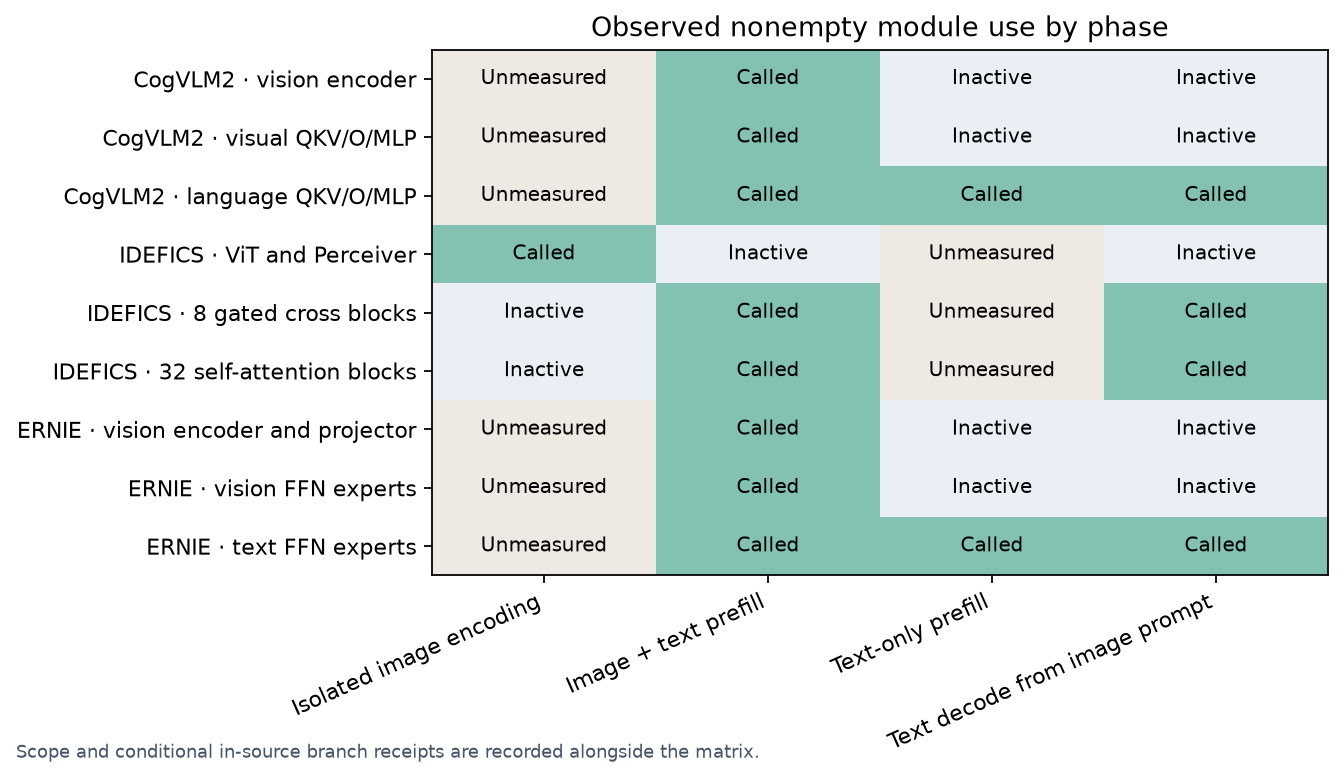 Observed nonempty module use by phase
CogVLM2 · vision encoder Unmeasured Called Inactive Inactive
CogVLM2 · visual QKV/O/MLP Unmeasured Called Inactive Inactive
CogVLM2 · language QKV/O/MLP Unmeasured Called Called Called
IDEFICS · ViT and Perceiver Called Inactive Unmeasured Inactive
IDEFICS · 8 gated cross blocks Inactive Called Unmeasured Called
IDEFICS · 32 self-attention blocks Inactive Called Unmeasured Called
ERNIE · vision encoder and projector Unmeasured Called Inactive Inactive
ERNIE · vision FFN experts Unmeasured Called Inactive Inactive
ERNIE · text FFN experts Unmeasured Called Called Called
Isolated image encoding
Image + text prefill
Text-only prefill
Text decode from image prompt
Scope and conditional in-source branch receipts are recorded alongside the matrix.